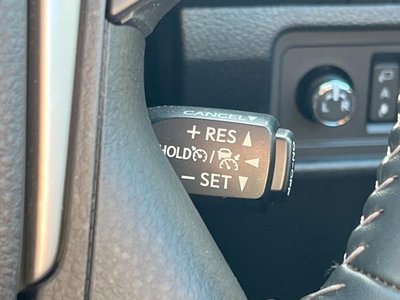 CANCEL▼
+ RES ▲
HOLD / ◀
− SET ▼
L R
A